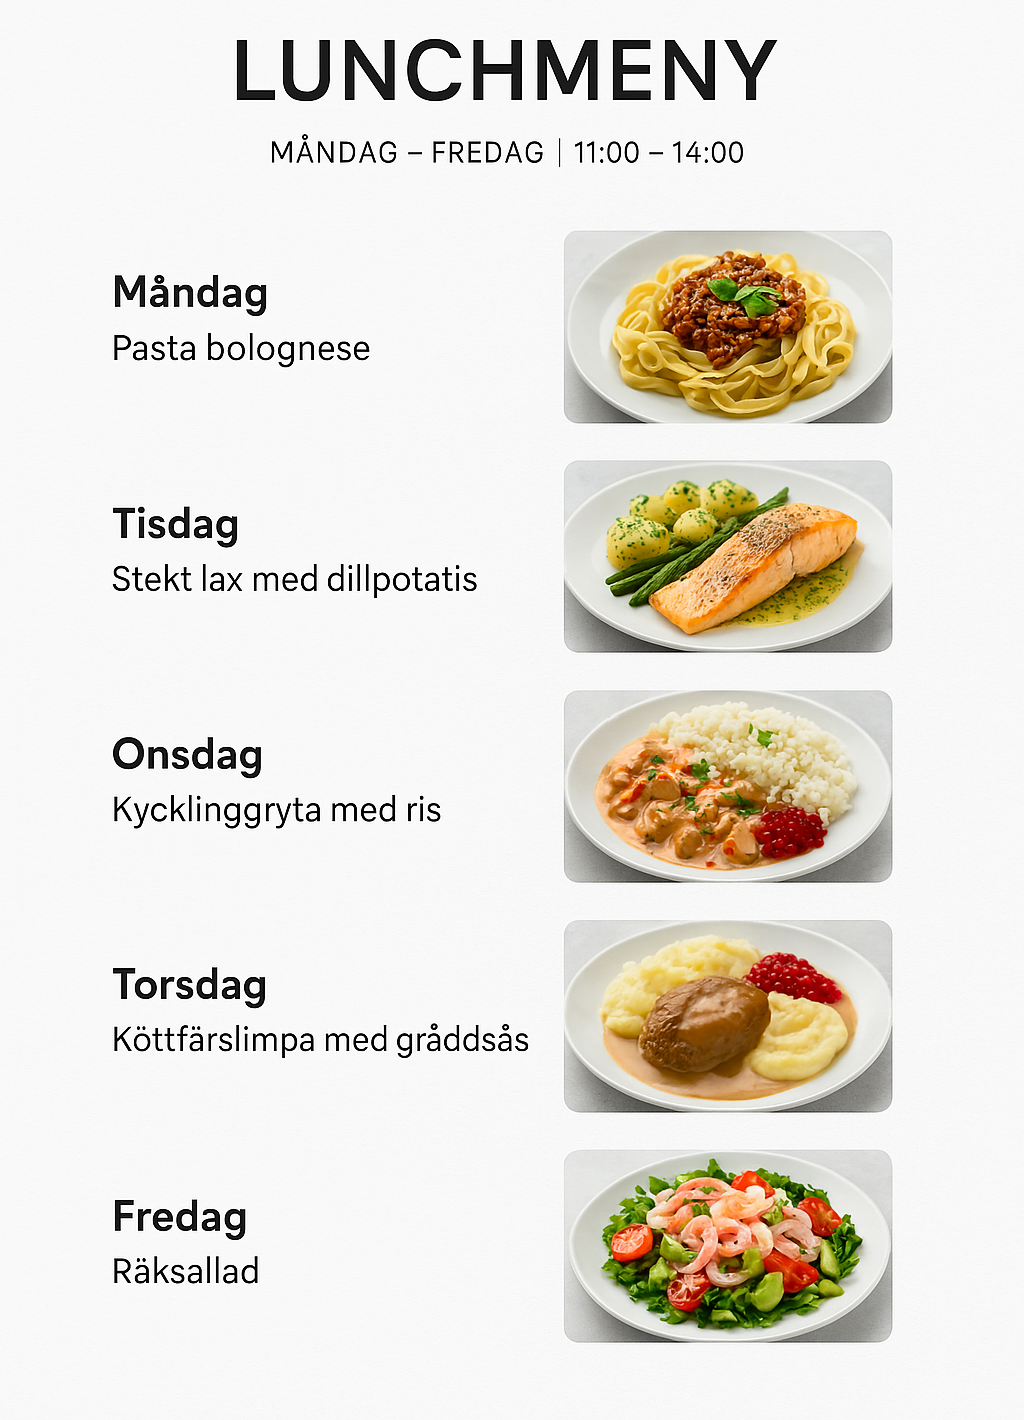 LUNCHMENY
MÅNDAG – FREDAG | 11:00 – 14:00
Måndag
Pasta bolognese
Tisdag
Stekt lax med dillpotatis
Onsdag
Kycklinggryta med ris
Torsdag
Köttfärslimpa med gråddsås
Fredag
Räksallad